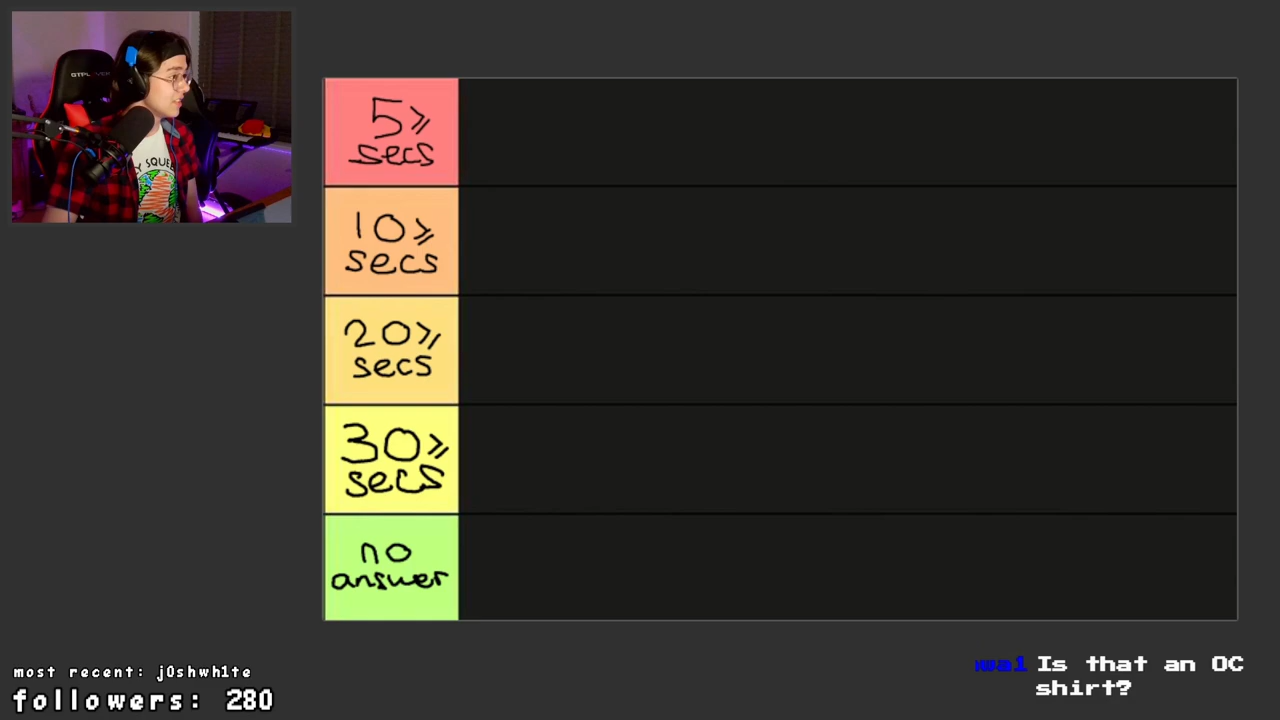 GTPLAYER
5⩾
secs
10⩾
secs
20⩾
secs
30⩾
secs
no
answer
Is that an OC
shirt?
most recent: j0shwh1te
followers: 280